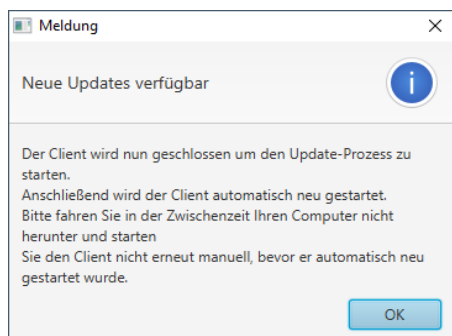 Meldung
Neue Updates verfügbar
Der Client wird nun geschlossen um den Update-Prozess zu
starten.
Anschließend wird der Client automatisch neu gestartet.
Bitte fahren Sie in der Zwischenzeit Ihren Computer nicht
herunter und starten
Sie den Client nicht erneut manuell, bevor er automatisch neu
gestartet wurde.
OK